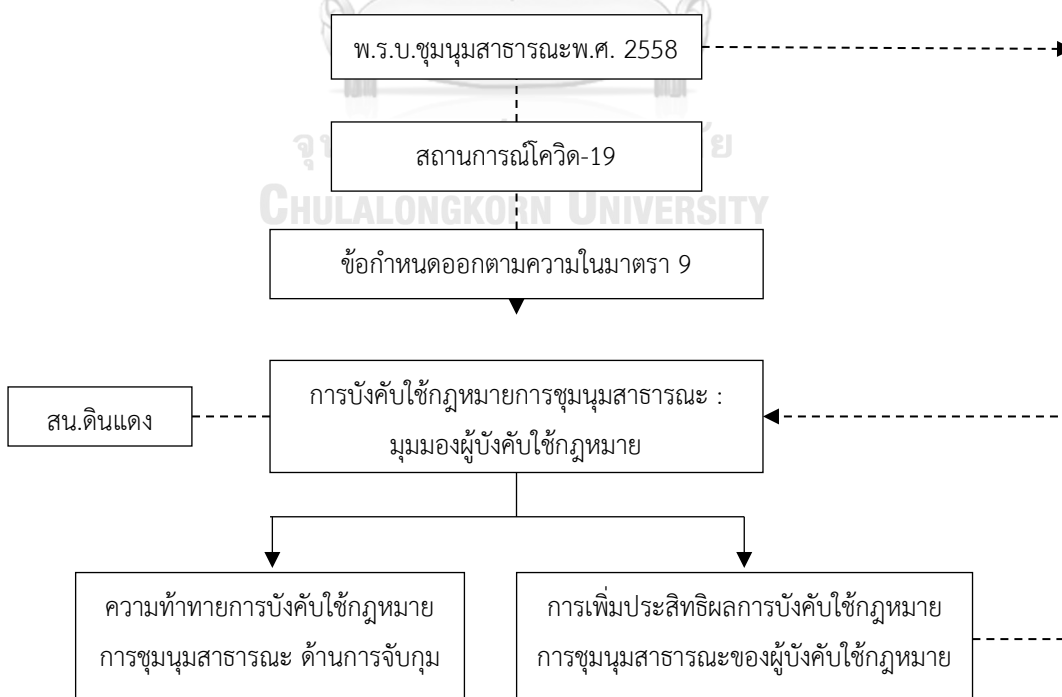 พ.ร.บ.ชุมนุมสาธารณะพ.ศ. 2558
สถานการณ์โควิด-19
CHULALONGKORN UNIVERSITY
ข้อกำหนดออกตามความในมาตรา 9
การบังคับใช้กฎหมายการชุมนุมสาธารณะ :
มุมมองผู้บังคับใช้กฎหมาย
สน.ดินแดง
ความท้าทายการบังคับใช้กฎหมาย
การชุมนุมสาธารณะ ด้านการจับกุม
การเพิ่มประสิทธิผลการบังคับใช้กฎหมาย
การชุมนุมสาธารณะของผู้บังคับใช้กฎหมาย